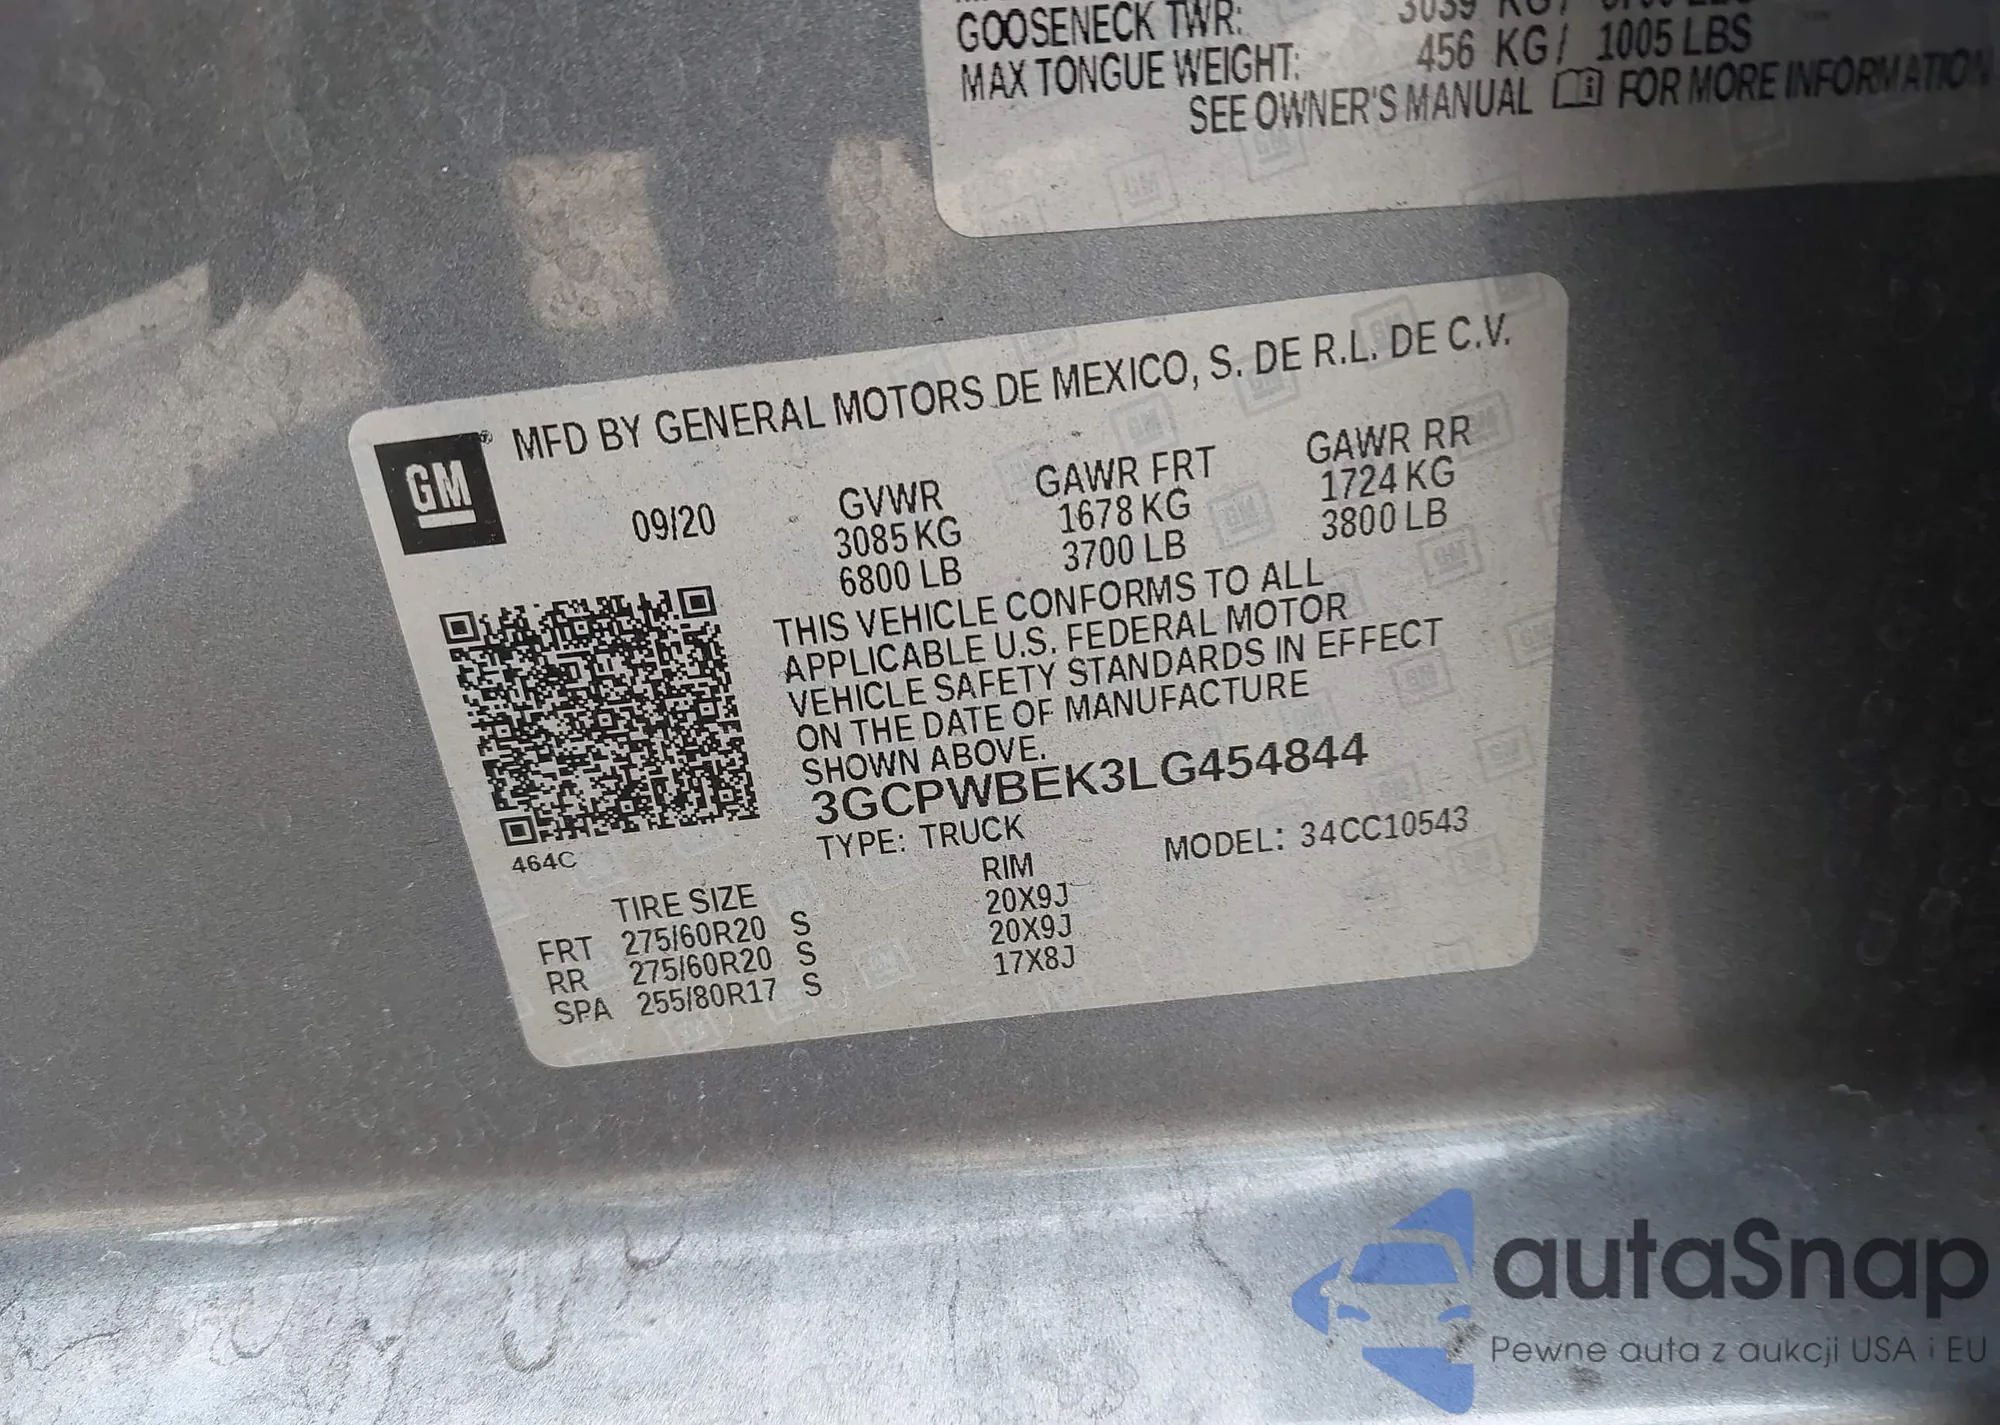 GOOSENECK TWR: 3039 KG/
MAX TONGUE WEIGHT: 456 KG/ 1005 LBS
SEE OWNER'S MANUAL FOR MORE INFORMATION
GM ® MFD BY GENERAL MOTORS DE MEXICO, S. DE R.L. DE C.V.
09/20 GVWR GAWR FRT GAWR RR
3085 KG 1678 KG 1724 KG
6800 LB 3700 LB 3800 LB
THIS VEHICLE CONFORMS TO ALL
APPLICABLE U.S. FEDERAL MOTOR
VEHICLE SAFETY STANDARDS IN EFFECT
ON THE DATE OF MANUFACTURE
SHOWN ABOVE.
3GCPWBEK3LG454844
464C TYPE: TRUCK MODEL: 34CC10543
TIRE SIZE RIM
FRT 275/60R20 S 20X9J
RR 275/60R20 S 20X9J
SPA 255/80R17 S 17X8J
autaSnap
Pewne auta z aukcji USA i EU